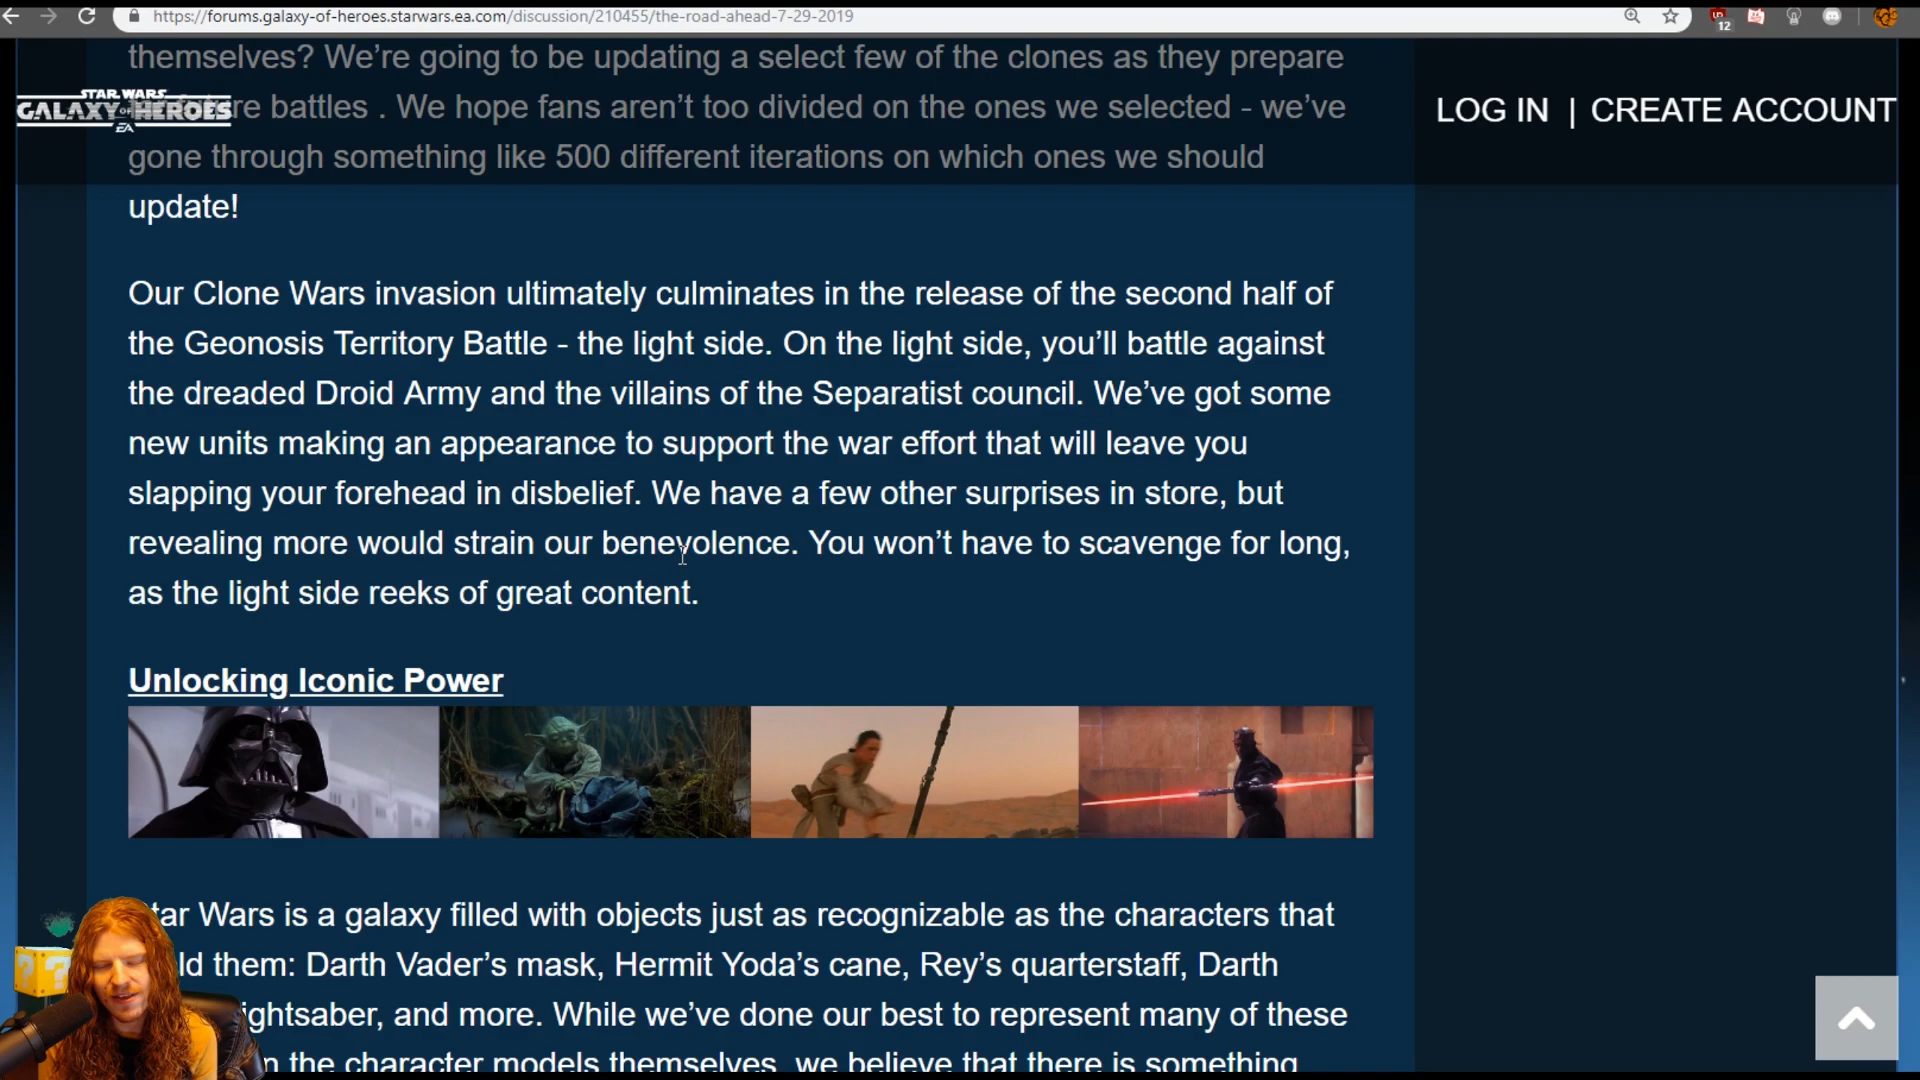 https://forums.galaxy-of-heroes.starwars.ea.com/discussion/210455/the-road-ahead-7-29-2019
12
themselves? We’re going to be updating a select few of the clones as they prepare
STAR WARS
GALAXY OF HEROES
EA
re battles . We hope fans aren’t too divided on the ones we selected - we’ve
LOG IN | CREATE ACCOUNT
gone through something like 500 different iterations on which ones we should
update!
Our Clone Wars invasion ultimately culminates in the release of the second half of
the Geonosis Territory Battle - the light side. On the light side, you’ll battle against
the dreaded Droid Army and the villains of the Separatist council. We’ve got some
new units making an appearance to support the war effort that will leave you
slapping your forehead in disbelief. We have a few other surprises in store, but
revealing more would strain our benevolence. You won’t have to scavenge for long,
as the light side reeks of great content.
Unlocking Iconic Power
tar Wars is a galaxy filled with objects just as recognizable as the characters that
ld them: Darth Vader’s mask, Hermit Yoda’s cane, Rey’s quarterstaff, Darth
ightsaber, and more. While we’ve done our best to represent many of these
n the character models themselves, we believe that there is something